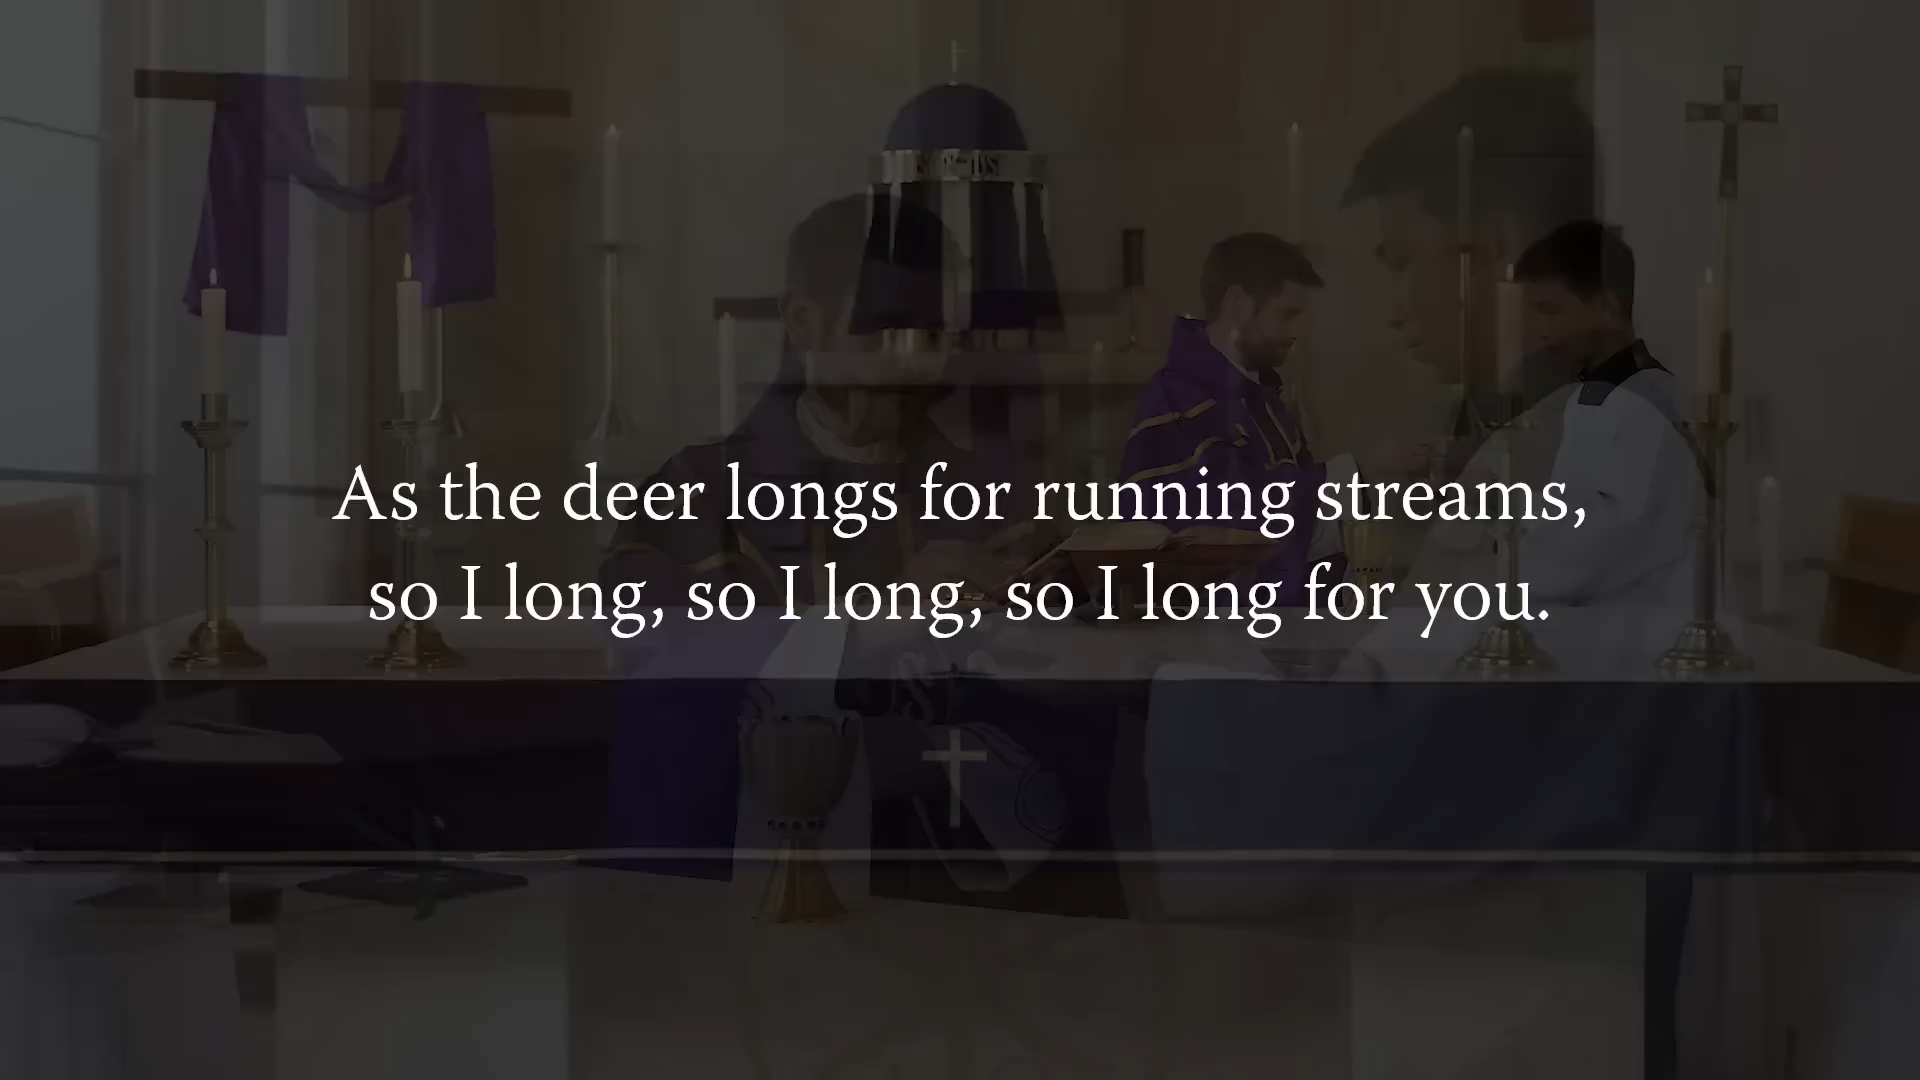 As the deer longs for running streams,
so I long, so I long, so I long for you.